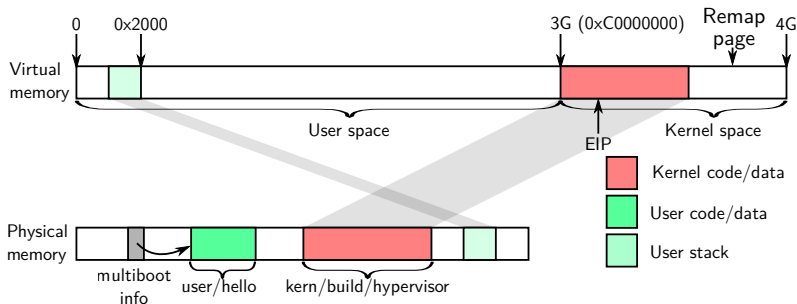 0
0x2000
3G (0xC0000000)
Remap
page
4G
Virtual
memory
User space
Kernel space
EIP
Kernel code/data
User code/data
User stack
Physical
memory
multiboot
info
user/hello
kern/build/hypervisor